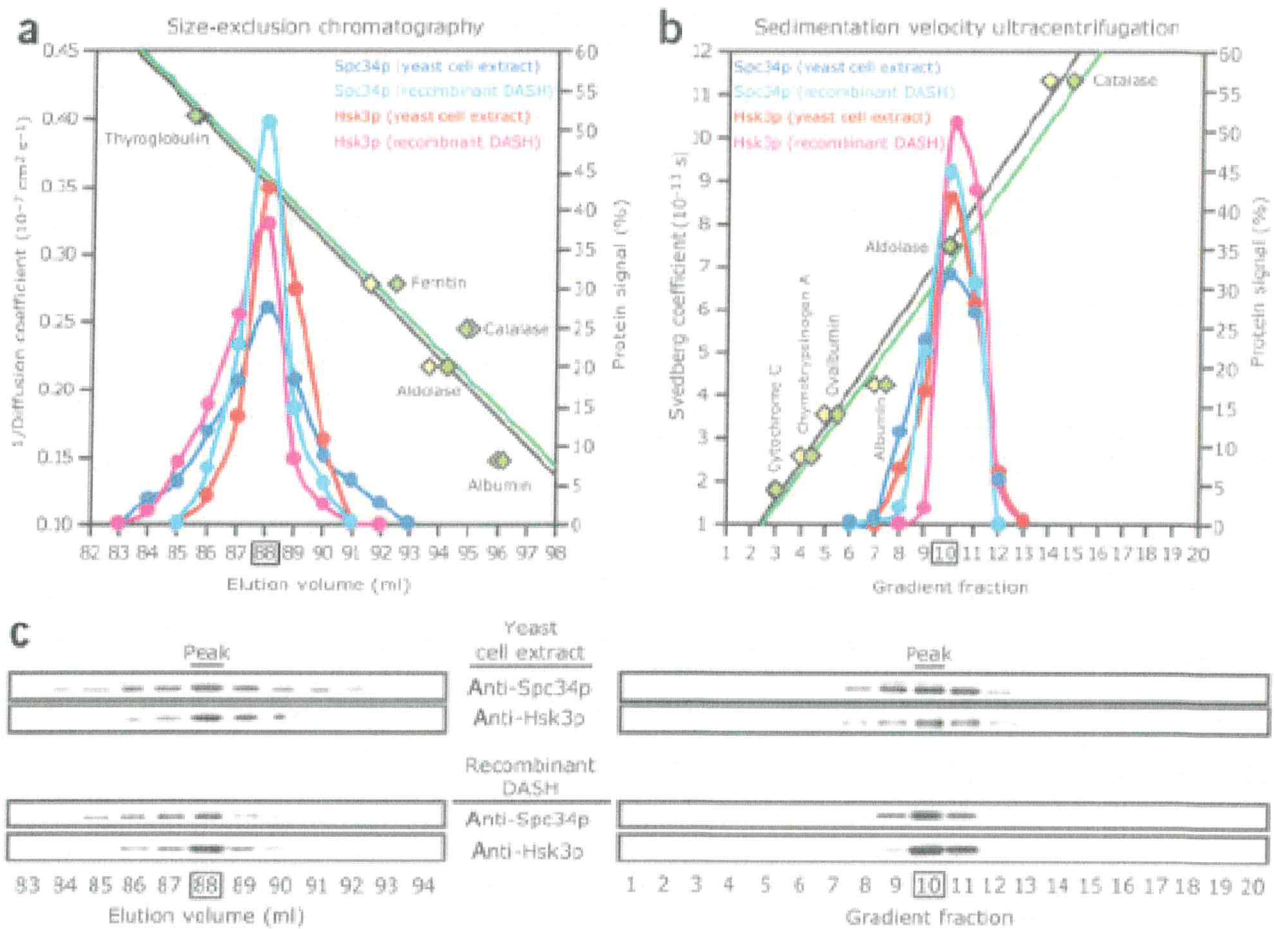 a
Size-exclusion chromatography
1/Diffusion coefficient (10⁻⁷ cm² s⁻¹)
0.45
0.40
0.35
0.30
0.25
0.20
0.15
0.10
60
50
40
30
20
10
5
0
Protein signal (%)
Spc34p (yeast cell extract)
Spc34p (recombinant DASH)
Hsk3p (yeast cell extract)
Hsk3p (recombinant DASH)
Thyroglobulin
Ferritin
Catalase
Aldolase
Albumin
82 83 84 85 86 87 88 89 90 91 92 93 94 95 96 97 98
Elution volume (ml)
b
Sedimentation velocity ultracentrifugation
Svedberg coefficient (10⁻¹¹ s)
12
11
10
9
8
7
6
5
4
3
2
1
60
50
45
40
35
30
25
20
15
10
5
0
Protein signal (%)
Spc34p (yeast cell extract)
Spc34p (recombinant DASH)
Hsk3p (yeast cell extract)
Hsk3p (recombinant DASH)
Catalase
Aldolase
Cytochrome C
Chymotrypsinogen A
Ovalbumin
Albumin
1 2 3 4 5 6 7 8 9 10 11 12 13 14 15 16 17 18 19 20
Gradient fraction
c
Peak
Yeast
cell extract
Peak
Anti-Spc34p
Anti-Hsk3p
Recombinant
DASH
Anti-Spc34p
Anti-Hsk3p
83 84 85 86 87 88 89 90 91 92 93 94
Elution volume (ml)
1 2 3 4 5 6 7 8 9 10 11 12 13 14 15 16 17 18 19 20
Gradient fraction